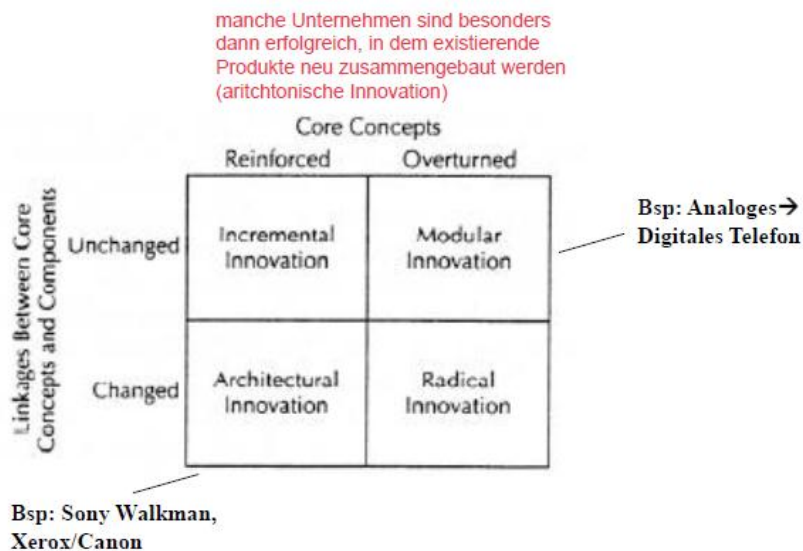 manche Unternehmen sind besonders
dann erfolgreich, in dem existierende
Produkte neu zusammengebaut werden
(aritchtonische Innovation)
Core Concepts
Reinforced Overturned
Linkages Between Core
Concepts and Components
Unchanged
Incremental
Innovation
Modular
Innovation
Bsp: Analoges→
Digitales Telefon
Changed
Architectural
Innovation
Radical
Innovation
Bsp: Sony Walkman,
Xerox/Canon